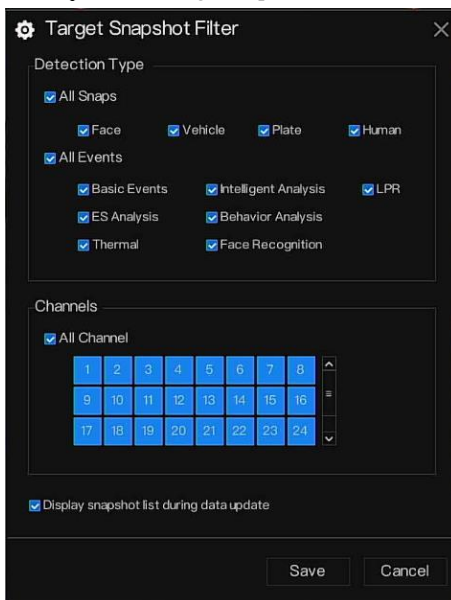 Target Snapshot Filter
Detection Type
All Snaps
Face Vehicle Plate Human
All Events
Basic Events Intelligent Analysis LPR
ES Analysis Behavior Analysis
Thermal Face Recognition
Channels
All Channel
1 2 3 4 5 6 7 8
9 10 11 12 13 14 15 16
17 18 19 20 21 22 23 24
Display snapshot list during data update
Save Cancel